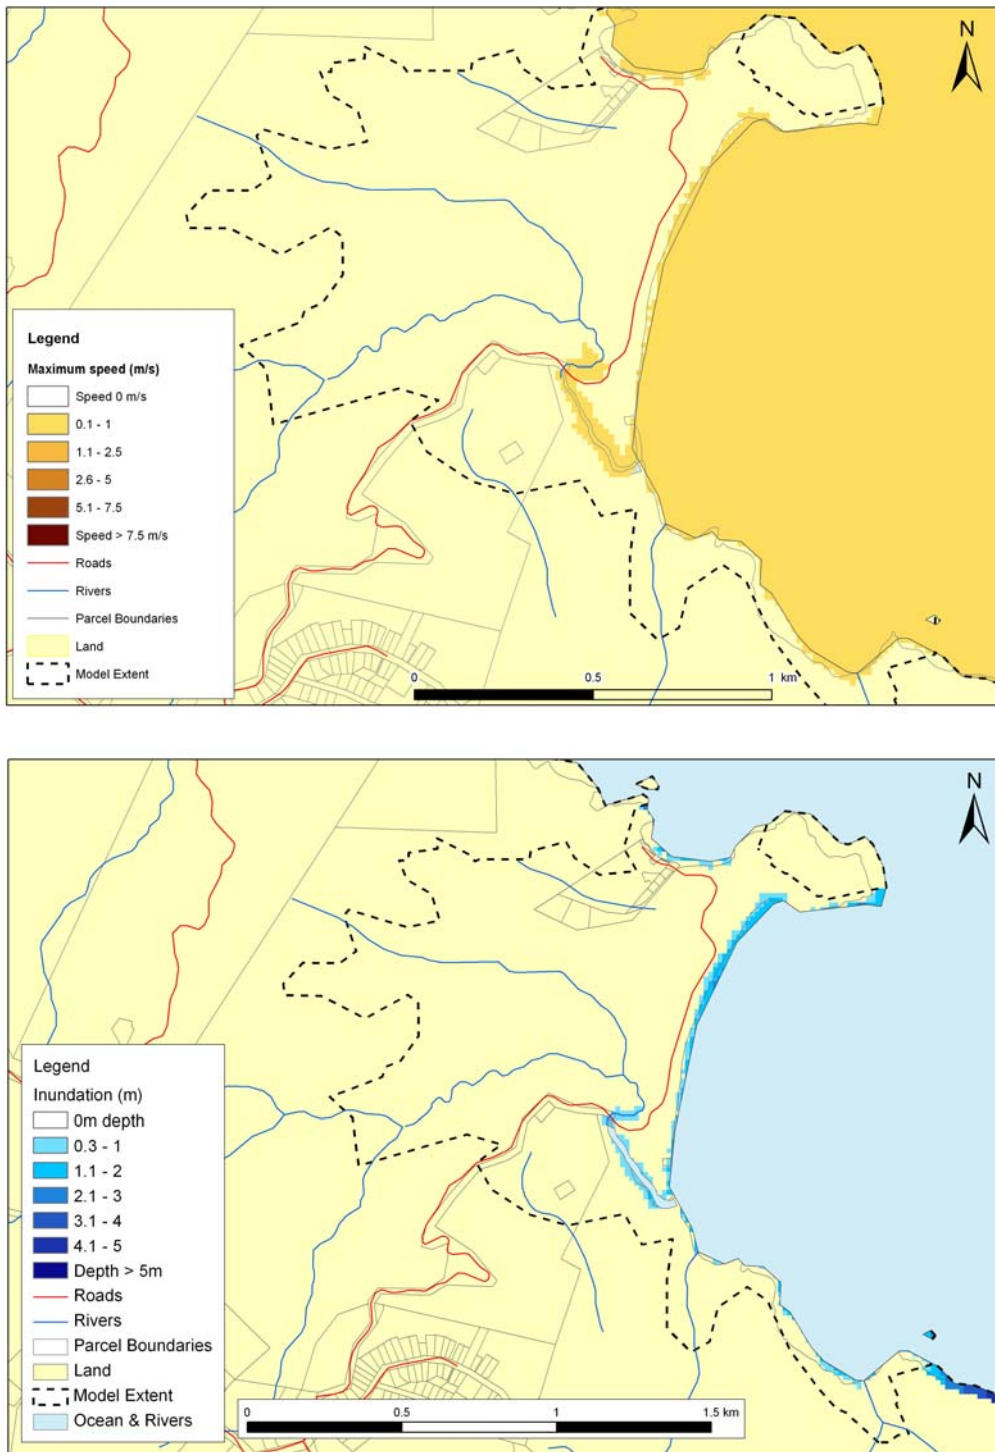 N
Legend
Maximum speed (m/s)
Speed 0 m/s
0.1 - 1
1.1 - 2.5
2.6 - 5
5.1 - 7.5
Speed > 7.5 m/s
Roads
Rivers
Parcel Boundaries
Land
Model Extent
0 0.5 1 km
N
Legend
Inundation (m)
0m depth
0.3 - 1
1.1 - 2
2.1 - 3
3.1 - 4
4.1 - 5
Depth > 5m
Roads
Rivers
Parcel Boundaries
Land
Model Extent
Ocean & Rivers
0 0.5 1 1.5 km